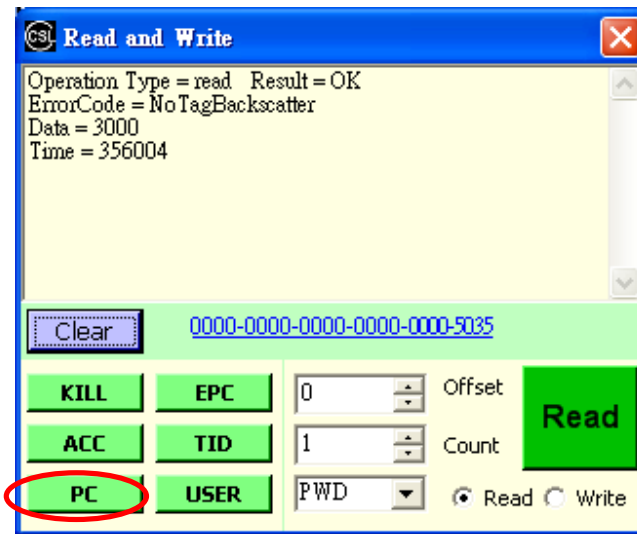 CSL Read and Write
Operation Type = read Result = OK
ErrorCode = NoTagBackscatter
Data = 3000
Time = 356004
Clear 0000-0000-0000-0000-0000-5035
KILL EPC 0 Offset Read
ACC TID 1 Count
PC USER PWD Read Write